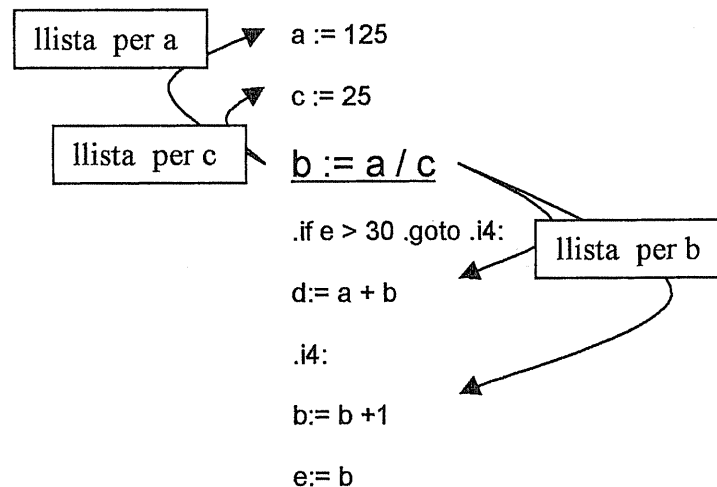 llista per a
a := 125
c := 25
llista per c
b := a / c
.if e > 30 .goto .i4:
llista per b
d:= a + b
.i4:
b:= b +1
e:= b